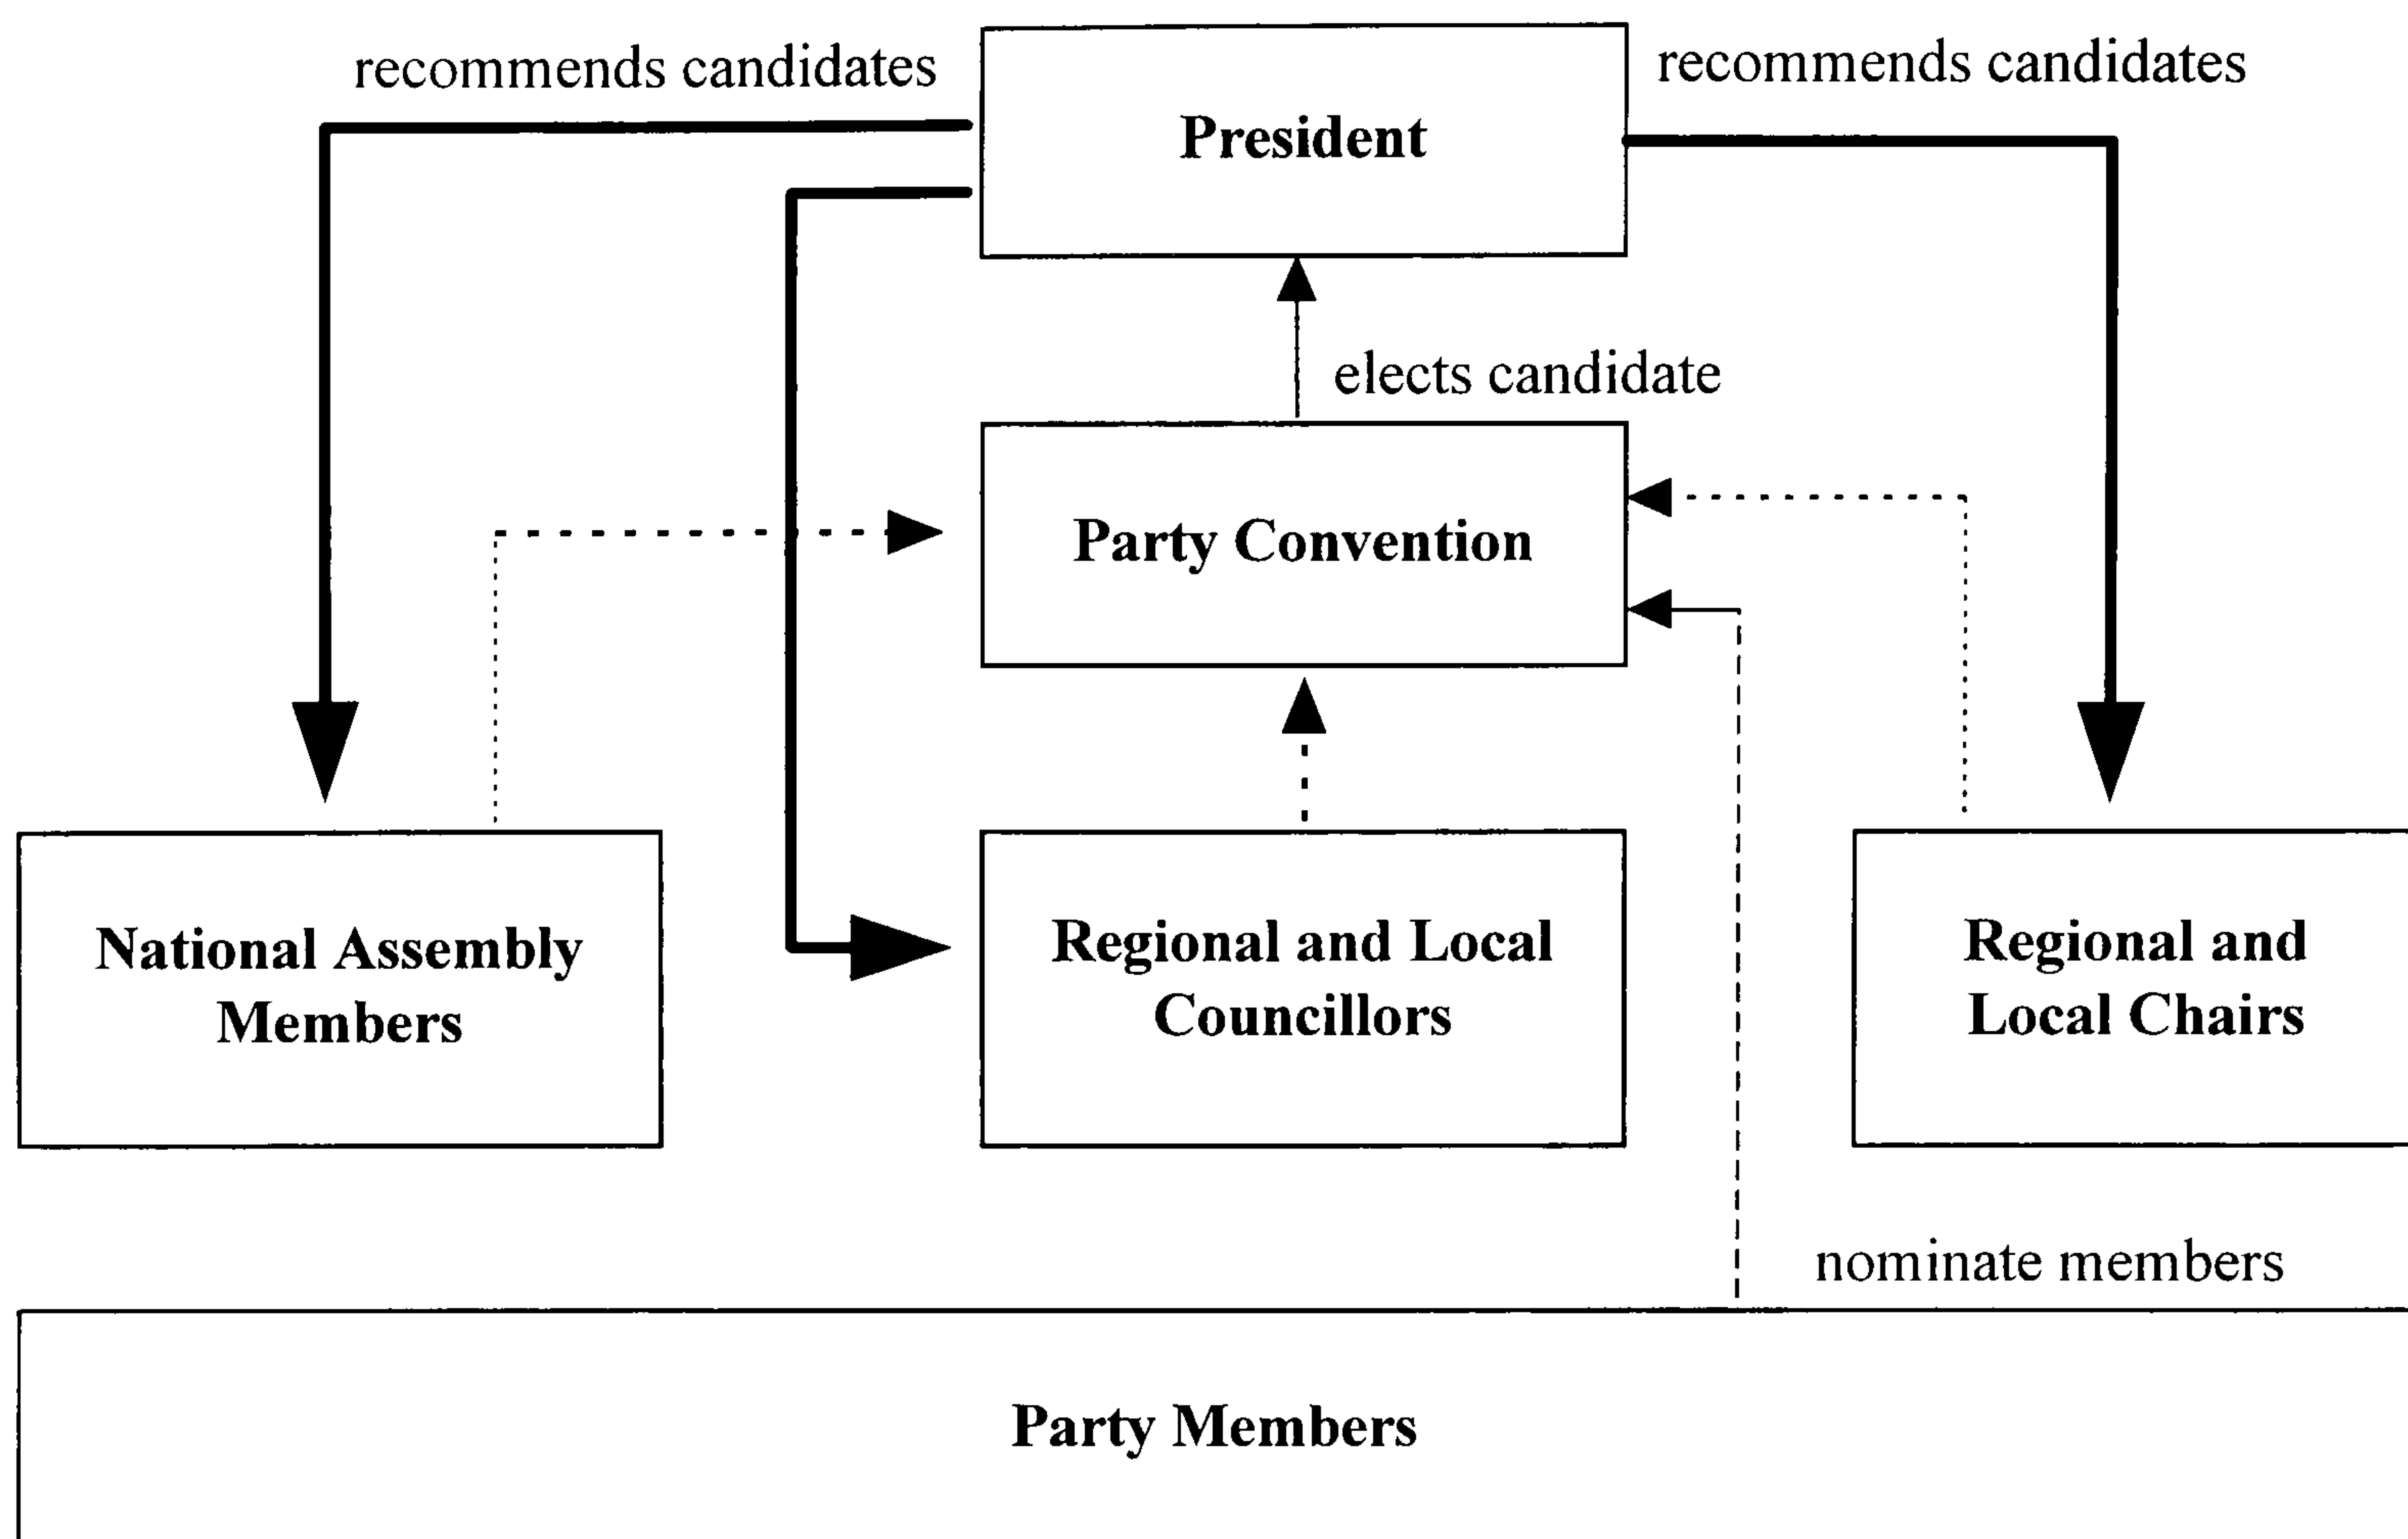 recommends candidates
President
recommends candidates
elects candidate
Party Convention
National Assembly
Members
Regional and Local
Councillors
Regional and
Local Chairs
nominate members
Party Members